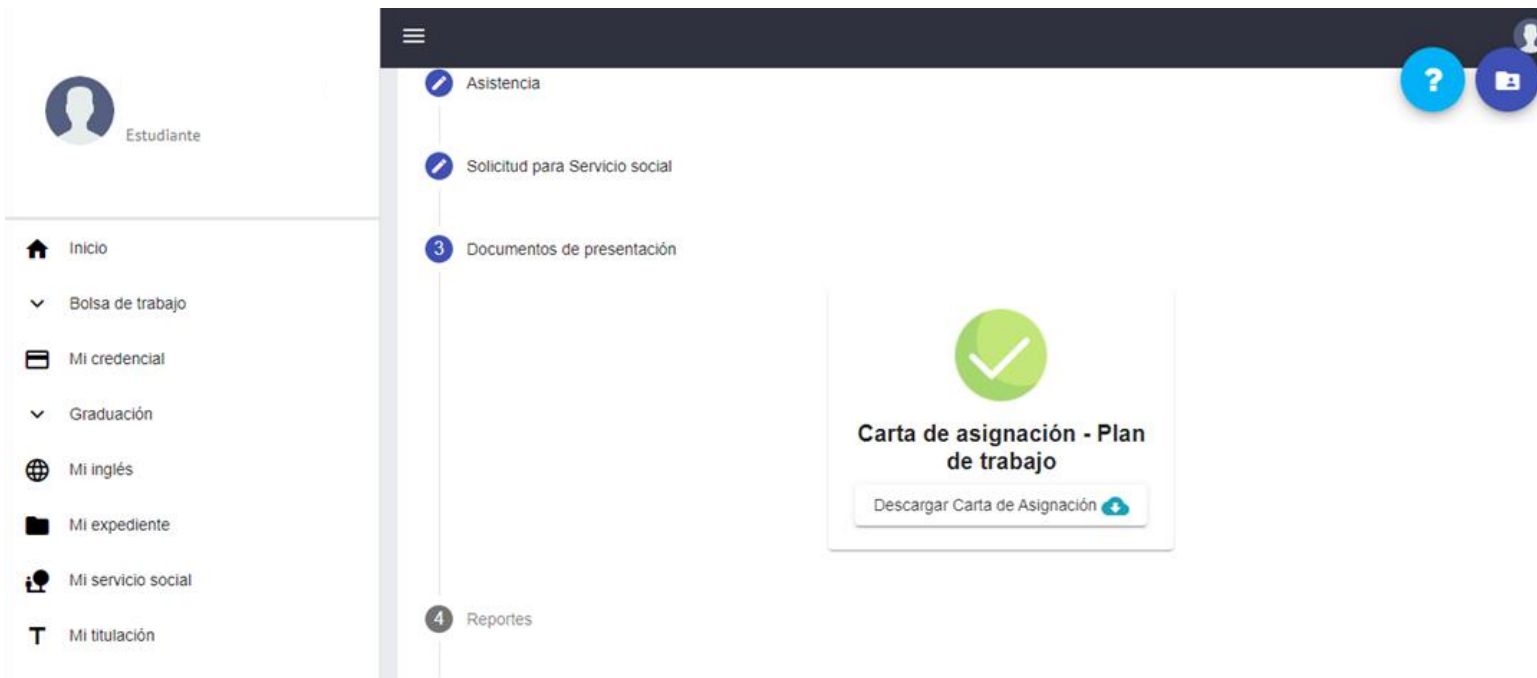 Estudiante
Inicio
Bolsa de trabajo
Mi credencial
Graduación
Mi inglés
Mi expediente
Mi servicio social
Mi titulación
?
Asistencia
Solicitud para Servicio social
3 Documentos de presentación
Carta de asignación - Plan
de trabajo
Descargar Carta de Asignación
4 Reportes